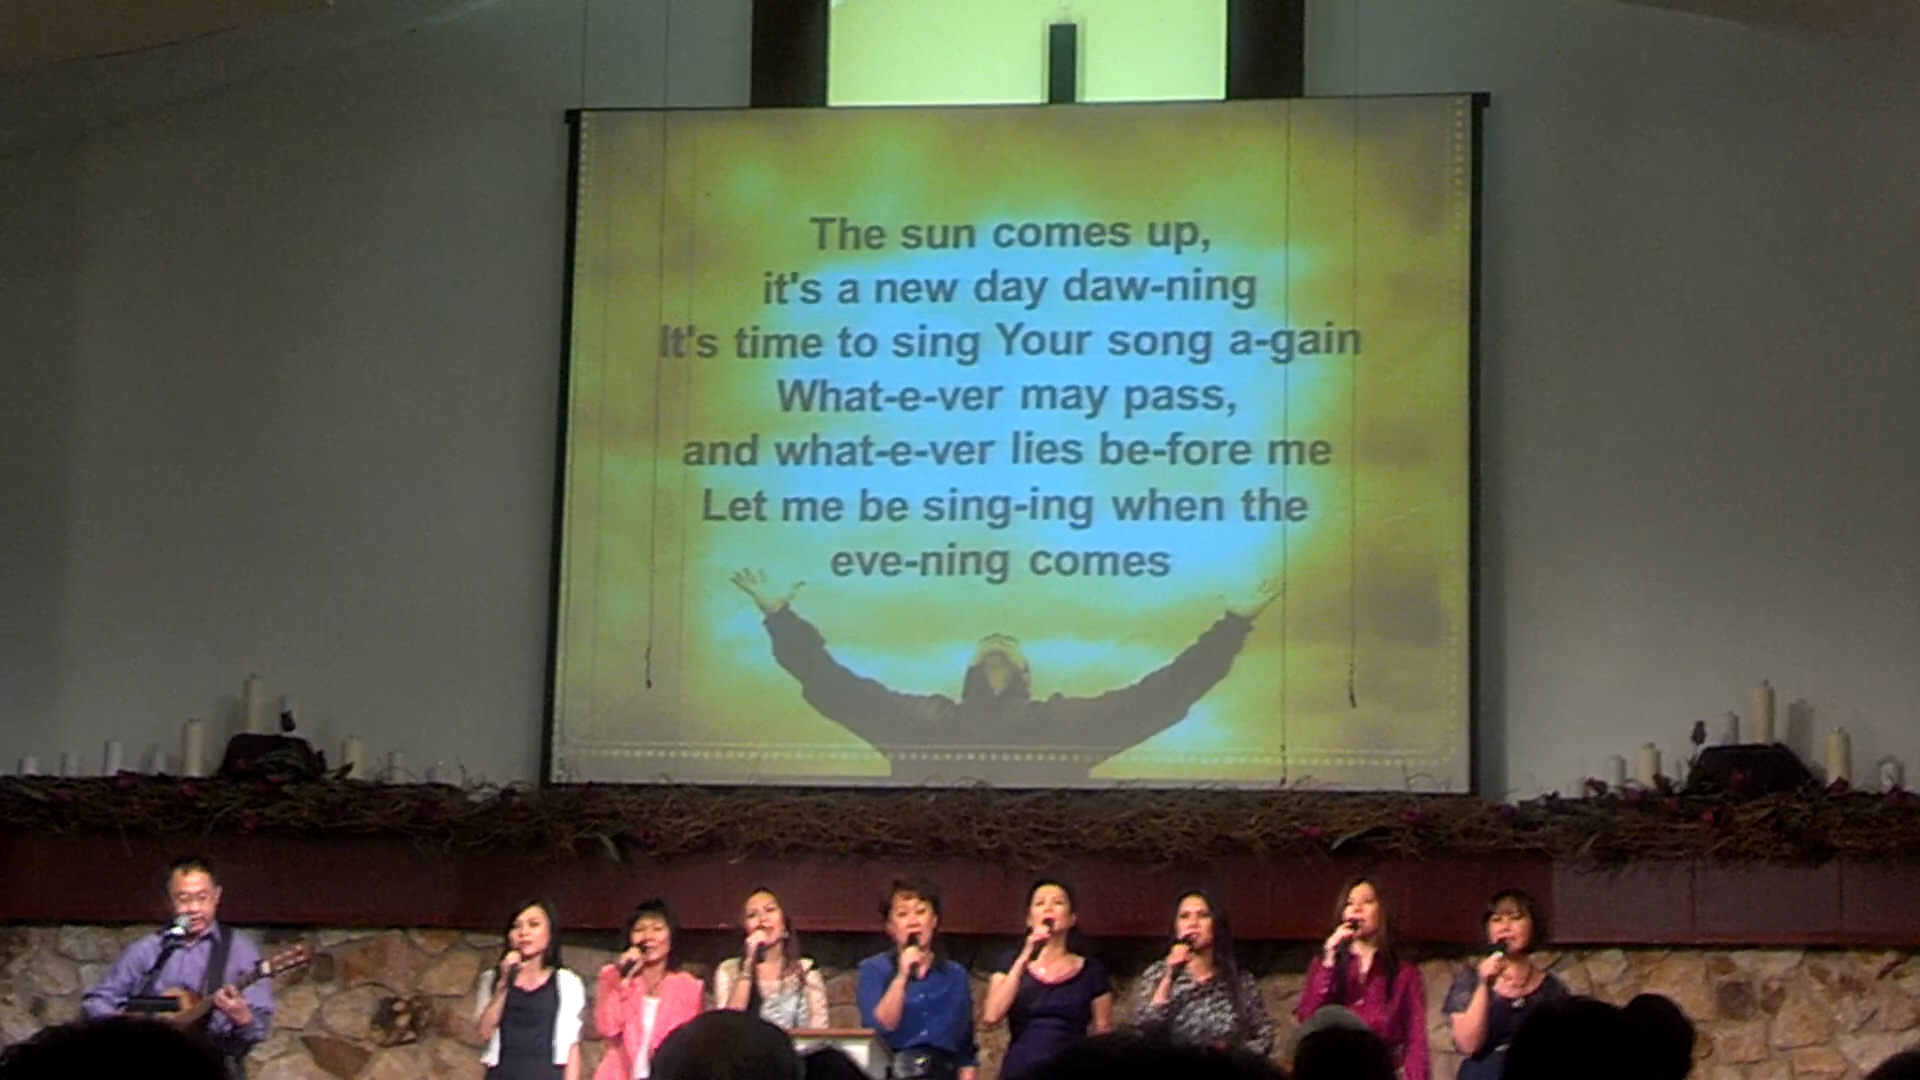 The sun comes up,
it's a new day daw-ning
It's time to sing Your song a-gain
What-e-ver may pass,
and what-e-ver lies be-fore me
Let me be sing-ing when the
eve-ning comes